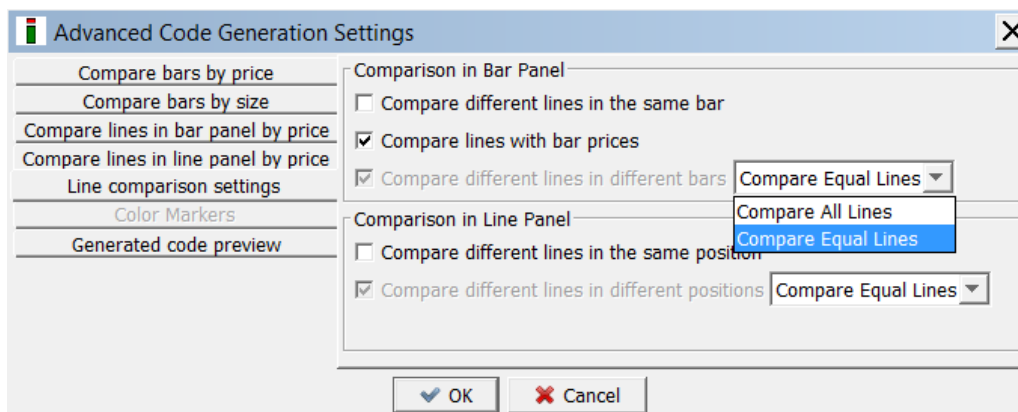 Advanced Code Generation Settings
Compare bars by price
Compare bars by size
Compare lines in bar panel by price
Compare lines in line panel by price
Line comparison settings
Color Markers
Generated code preview
Comparison in Bar Panel
Compare different lines in the same bar
Compare lines with bar prices
Compare different lines in different bars Compare Equal Lines
Compare All Lines
Compare Equal Lines
Comparison in Line Panel
Compare different lines in the same position
Compare different lines in different positions Compare Equal Lines
OK Cancel